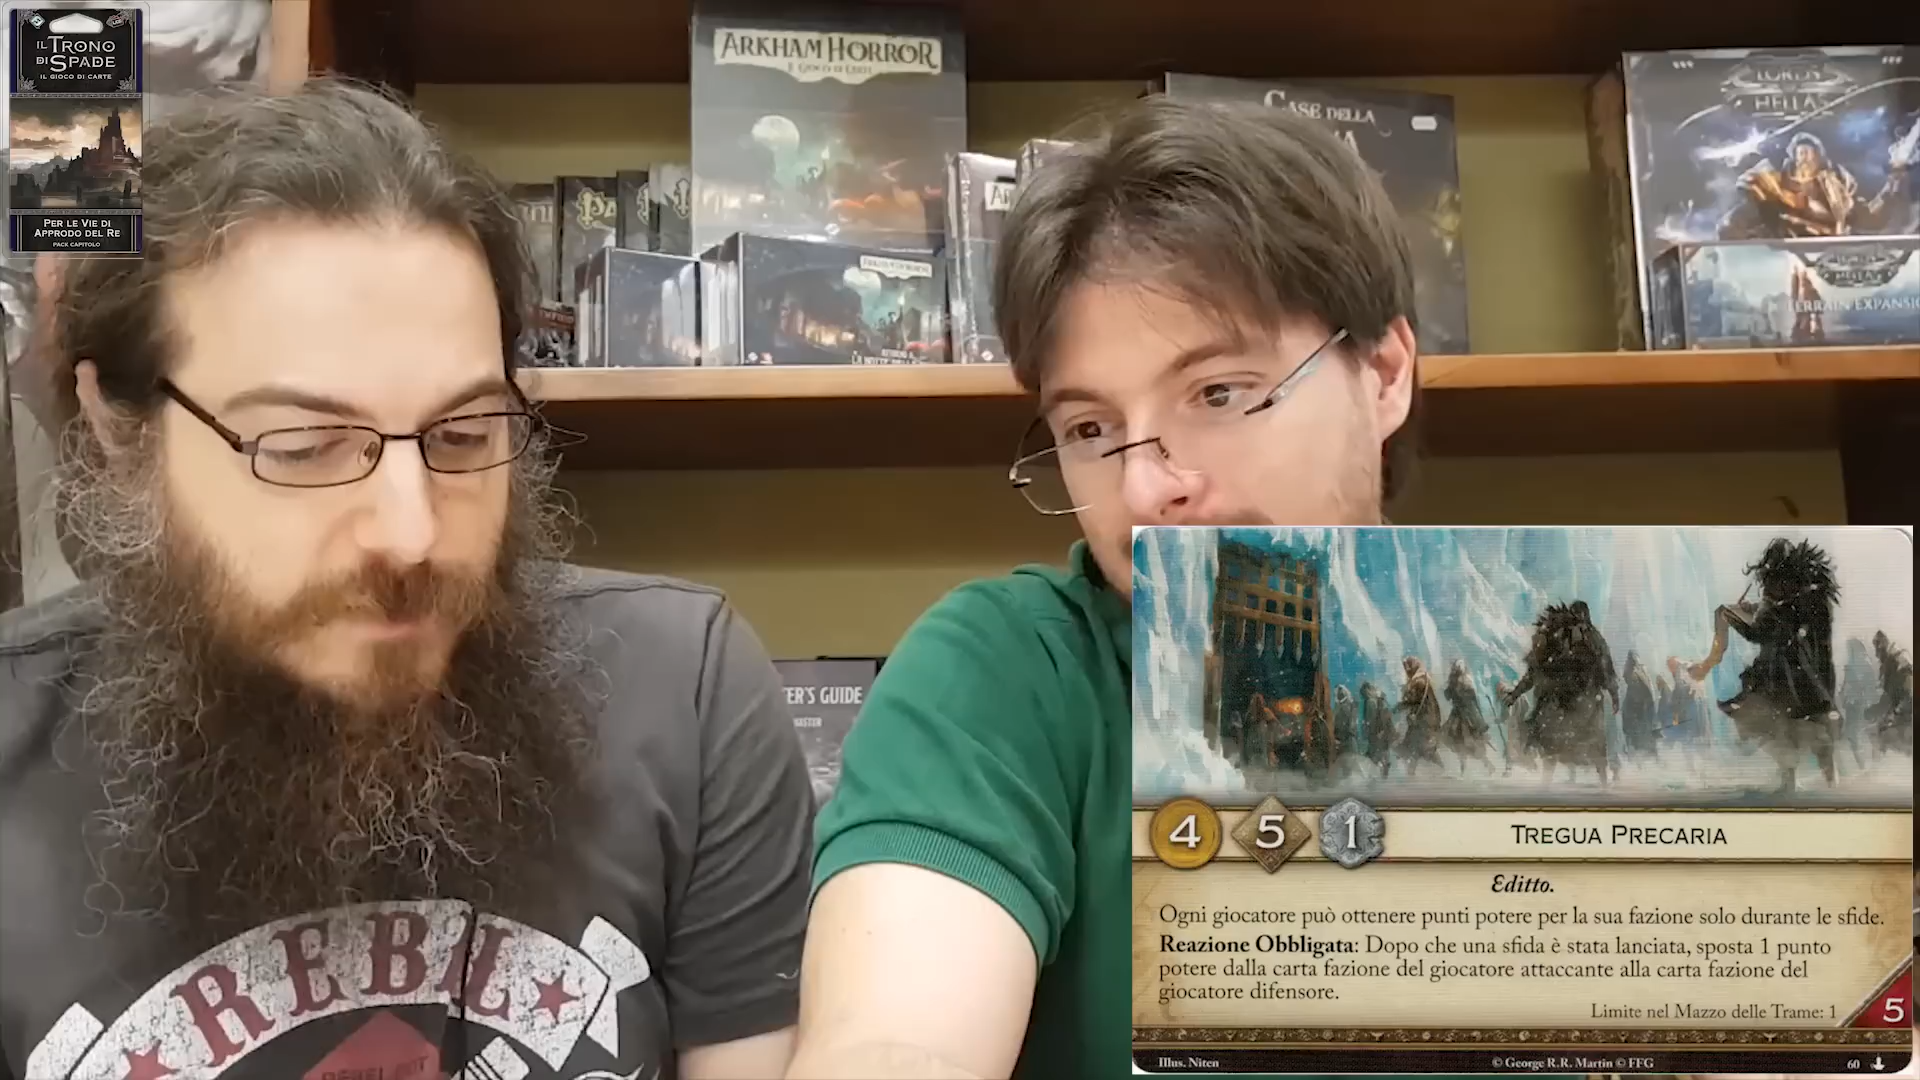 IL TRONO
DI SPADE
IL GIOCO DI CARTE
PER LE VIE DI
APPRODO DEL RE
PACK CAPITOLO
ARKHAM HORROR
CASE DELLA
LORDS
HELLAS
TERRAIN EXPANSIO
ARKHAM HORROR
ER'S GUIDE
REBEL
4 5 1 TREGUA PRECARIA
Editto.
Ogni giocatore può ottenere punti potere per la sua fazione solo durante le sfide.
Reazione Obbligata: Dopo che una sfida è stata lanciata, sposta 1 punto
potere dalla carta fazione del giocatore attaccante alla carta fazione del
giocatore difensore.
Limite nel Mazzo delle Trame: 1
5
Illus. Niten © George R.R. Martin © FFG 60